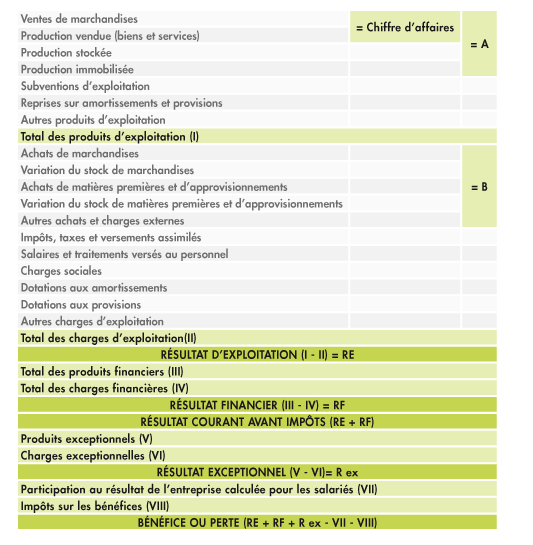 Ventes de marchandises
Production vendue (biens et services)
= Chiffre d'affaires
= A
Production stockée
Production immobilisée
Subventions d'exploitation
Reprises sur amortissements et provisions
Autres produits d'exploitation
Total des produits d'exploitation (I)
Achats de marchandises
Variation du stock de marchandises
Achats de matières premières et d'approvisionnements
= B
Variation du stock de matières premières et d'approvisionnements
Autres achats et charges externes
Impôts, taxes et versements assimilés
Salaires et traitements versés au personnel
Charges sociales
Dotations aux amortissements
Dotations aux provisions
Autres charges d'exploitation
Total des charges d'exploitation(II)
RÉSULTAT D'EXPLOITATION (I - II) = RE
Total des produits financiers (III)
Total des charges financières (IV)
RÉSULTAT FINANCIER (III - IV) = RF
RÉSULTAT COURANT AVANT IMPÔTS (RE + RF)
Produits exceptionnels (V)
Charges exceptionnelles (VI)
RÉSULTAT EXCEPTIONNEL (V - VI)= R ex
Participation au résultat de l'entreprise calculée pour les salariés (VII)
Impôts sur les bénéfices (VIII)
BÉNÉFICE OU PERTE (RE + RF + R ex - VII - VIII)